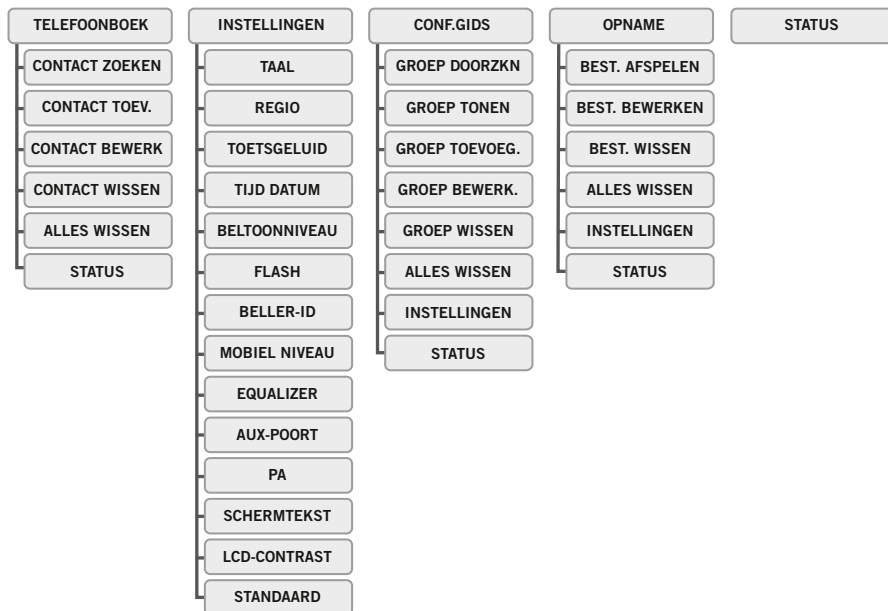 TELEFOONBOEK
CONTACT ZOEKEN
CONTACT TOEV.
CONTACT BEWERK
CONTACT WISSEN
ALLES WISSEN
STATUS
INSTELLINGEN
TAAL
REGIO
TOETSGELUID
TIJD DATUM
BELTOONNIVEAU
FLASH
BELLER-ID
MOBIEL NIVEAU
EQUALIZER
AUX-POORT
PA
SCHERMTEKST
LCD-CONTRAST
STANDAARD
CONF.GIDS
GROEP DOORZKN
GROEP TONEN
GROEP TOEVOEG.
GROEP BEWERK.
GROEP WISSEN
ALLES WISSEN
INSTELLINGEN
STATUS
OPNAME
BEST. AFSPELEN
BEST. BEWERKEN
BEST. WISSEN
ALLES WISSEN
INSTELLINGEN
STATUS
STATUS